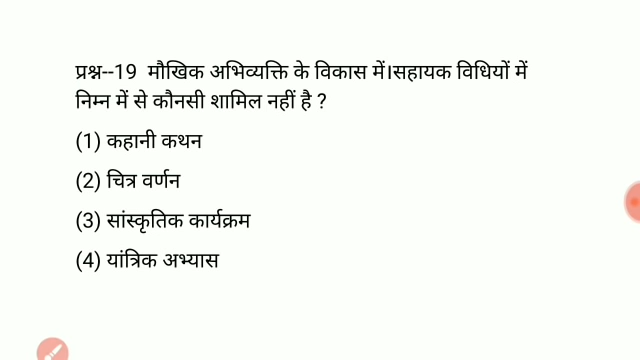 प्रश्न--19 मौखिक अभिव्यक्ति के विकास में।सहायक विधियों में
निम्न में से कौनसी शामिल नहीं है ?
(1) कहानी कथन
(2) चित्र वर्णन
(3) सांस्कृतिक कार्यक्रम
(4) यांत्रिक अभ्यास